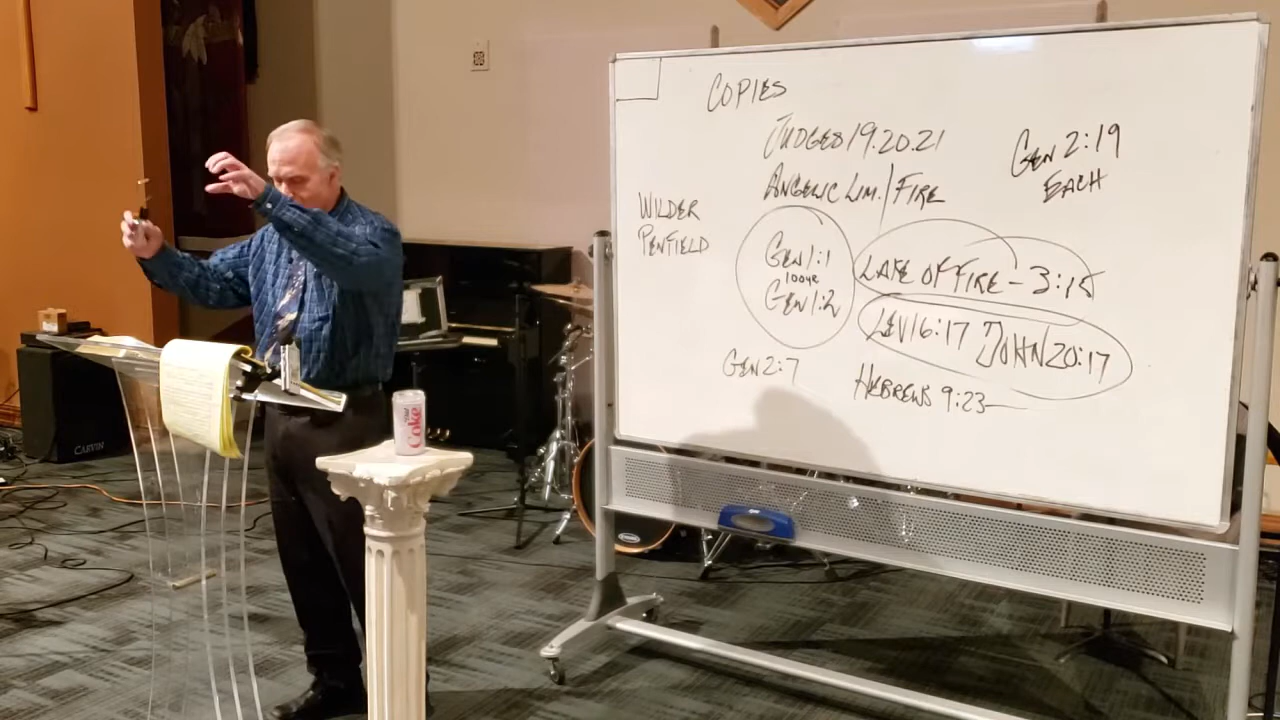 COPIES
JUDGES 19.20.21
GEN 2:19
EACH
ANGELIC LIM./FIRE
WILDER
PENFIELD
GEN 1:1
100YR
GEN 1:2
LAKE OF FIRE - 3:15
LEV 16:17 JOHN 20:17
GEN 2:7
HEBREWS 9:23
Coke
CARVIN